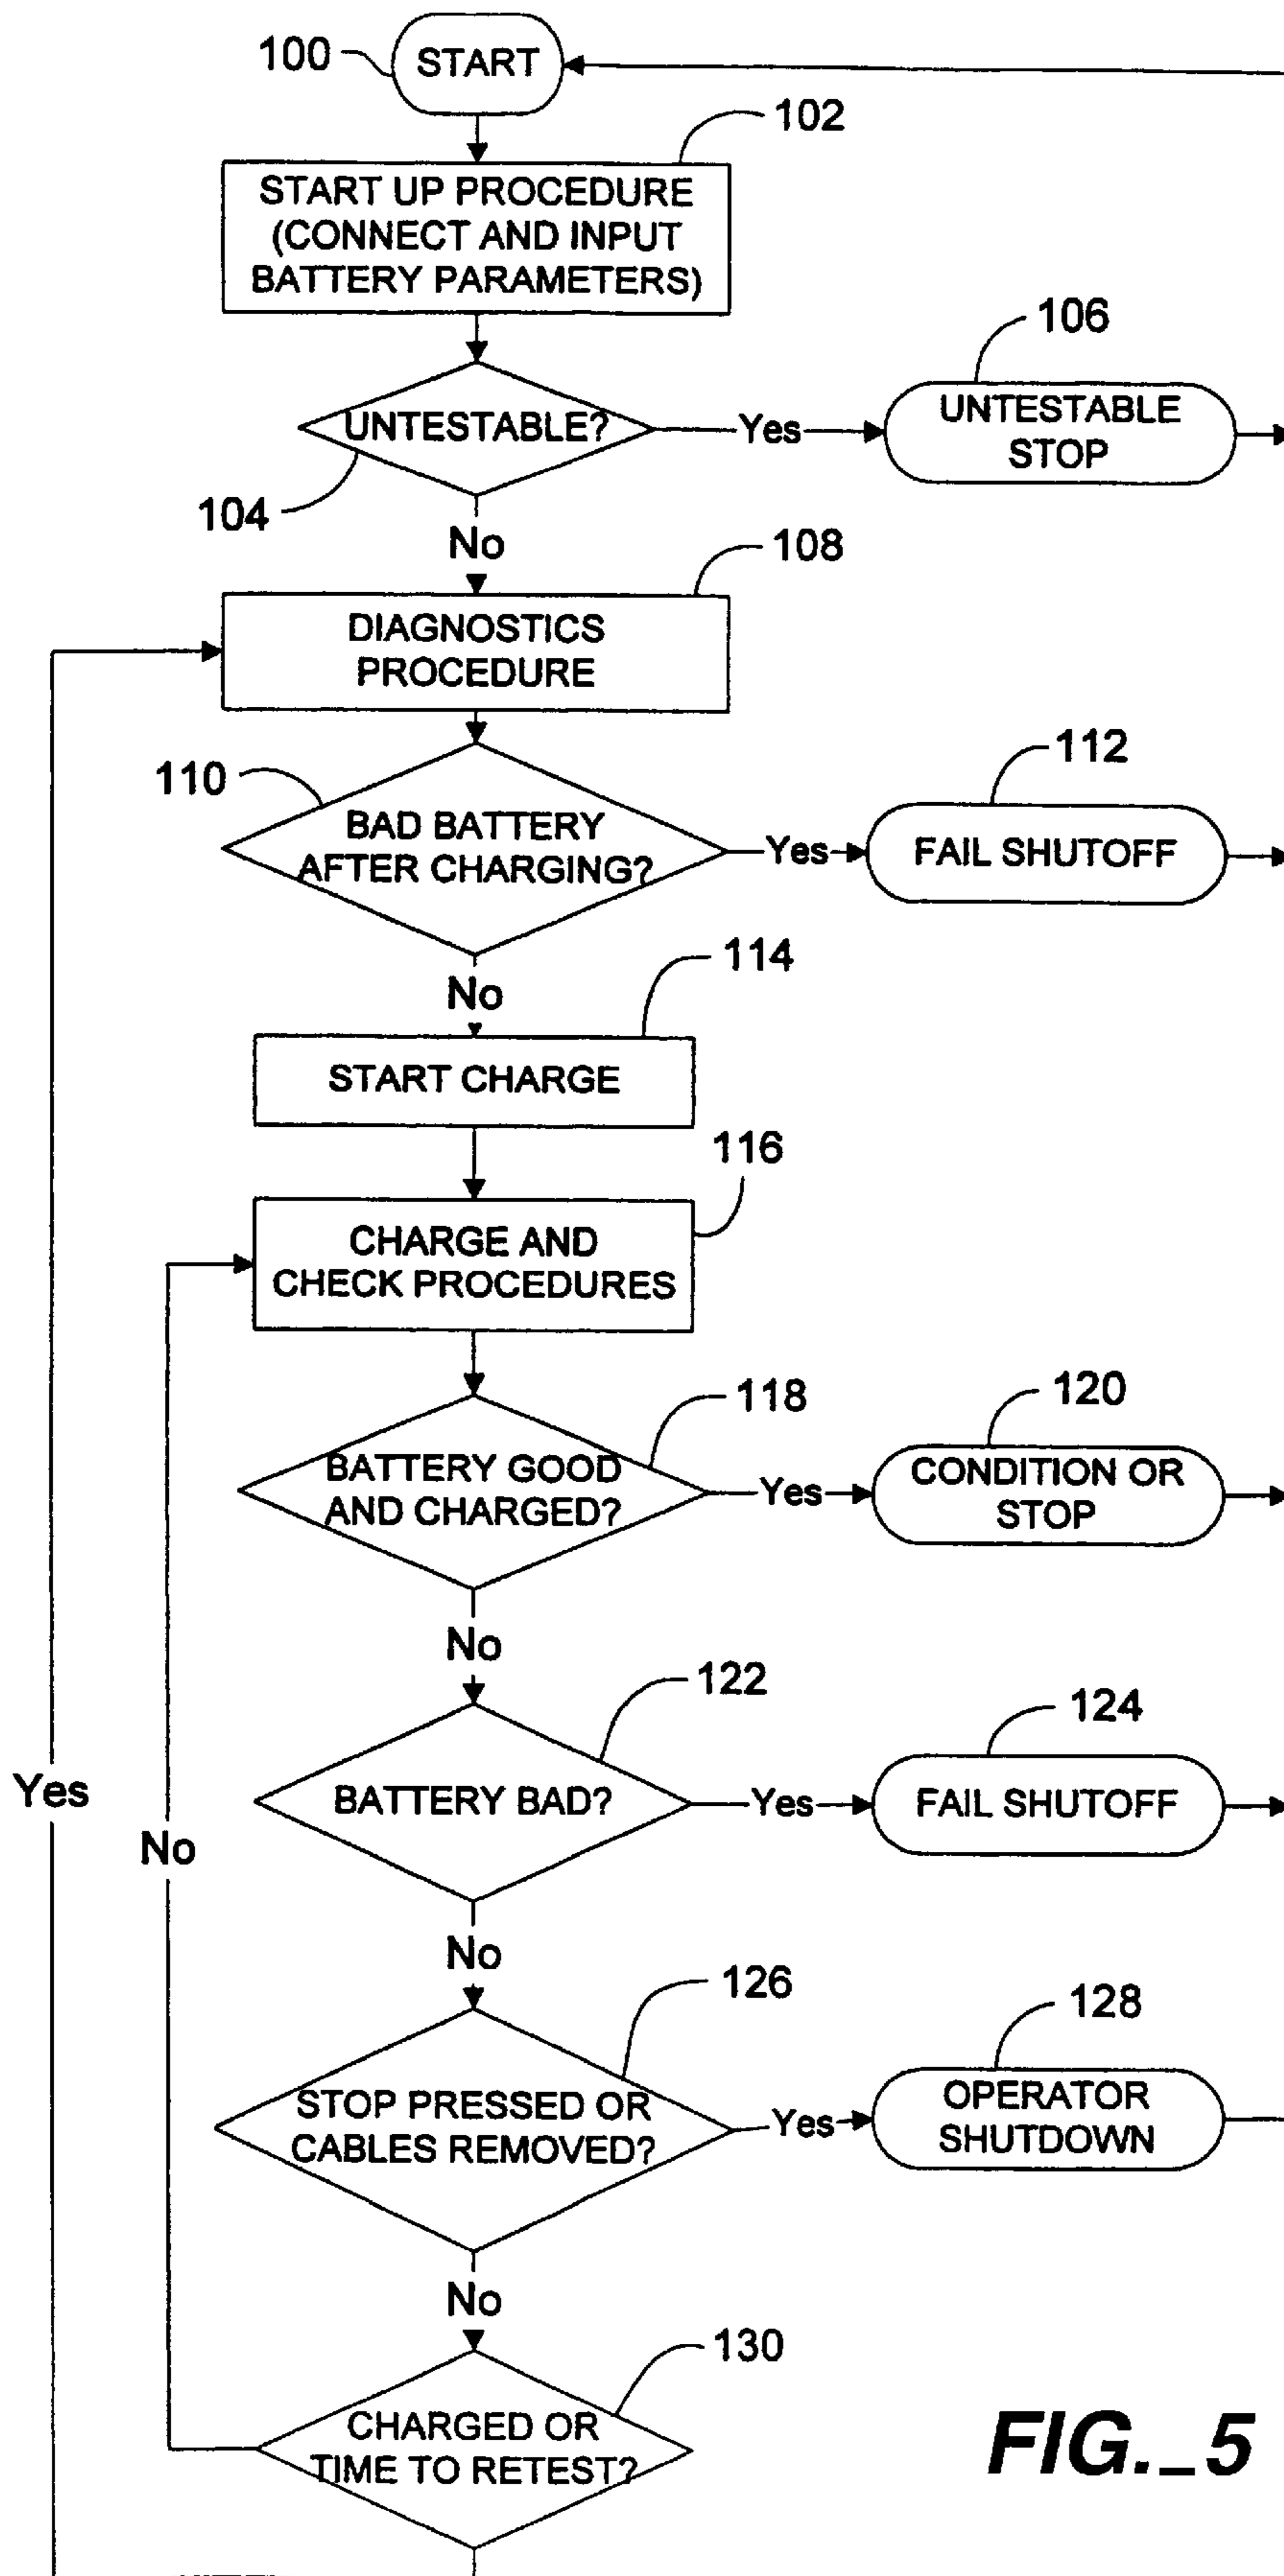 100
START
102
START UP PROCEDURE
(CONNECT AND INPUT
BATTERY PARAMETERS)
106
UNTESTABLE?
Yes
UNTESTABLE
STOP
104
No
108
DIAGNOSTICS
PROCEDURE
110
112
BAD BATTERY
AFTER CHARGING?
Yes
FAIL SHUTOFF
No
114
START CHARGE
116
CHARGE AND
CHECK PROCEDURES
118
120
BATTERY GOOD
AND CHARGED?
Yes
CONDITION OR
STOP
No
122
124
Yes
BATTERY BAD?
Yes
FAIL SHUTOFF
No
No
126
128
STOP PRESSED OR
CABLES REMOVED?
Yes
OPERATOR
SHUTDOWN
No
130
CHARGED OR
TIME TO RETEST?
FIG._5